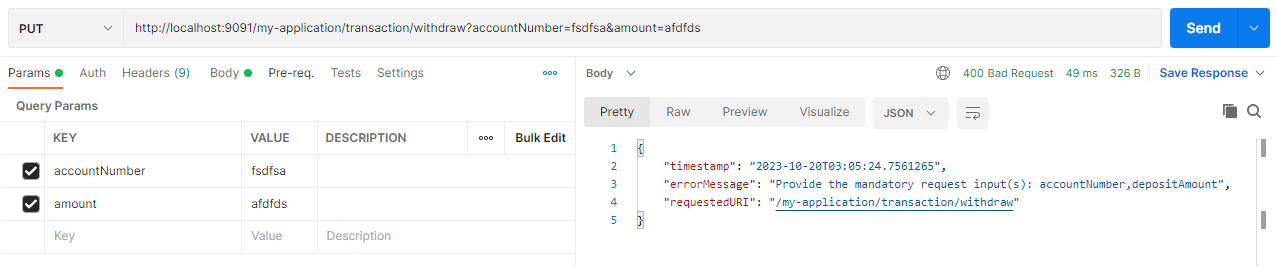 PUT http://localhost:9091/my-application/transaction/withdraw?accountNumber=fsdfsa&amount=afdfds Send
Params Auth Headers (9) Body Pre-req. Tests Settings
Query Params
KEY VALUE DESCRIPTION Bulk Edit
accountNumber fsdfsa
amount afdfds
Key Value Description
Body 400 Bad Request 49 ms 326 B Save Response
Pretty Raw Preview Visualize JSON
1 {
2 "timestamp": "2023-10-20T03:05:24.7561265",
3 "errorMessage": "Provide the mandatory request input(s): accountNumber,depositAmount",
4 "requestedURI": "/my-application/transaction/withdraw"
5 }